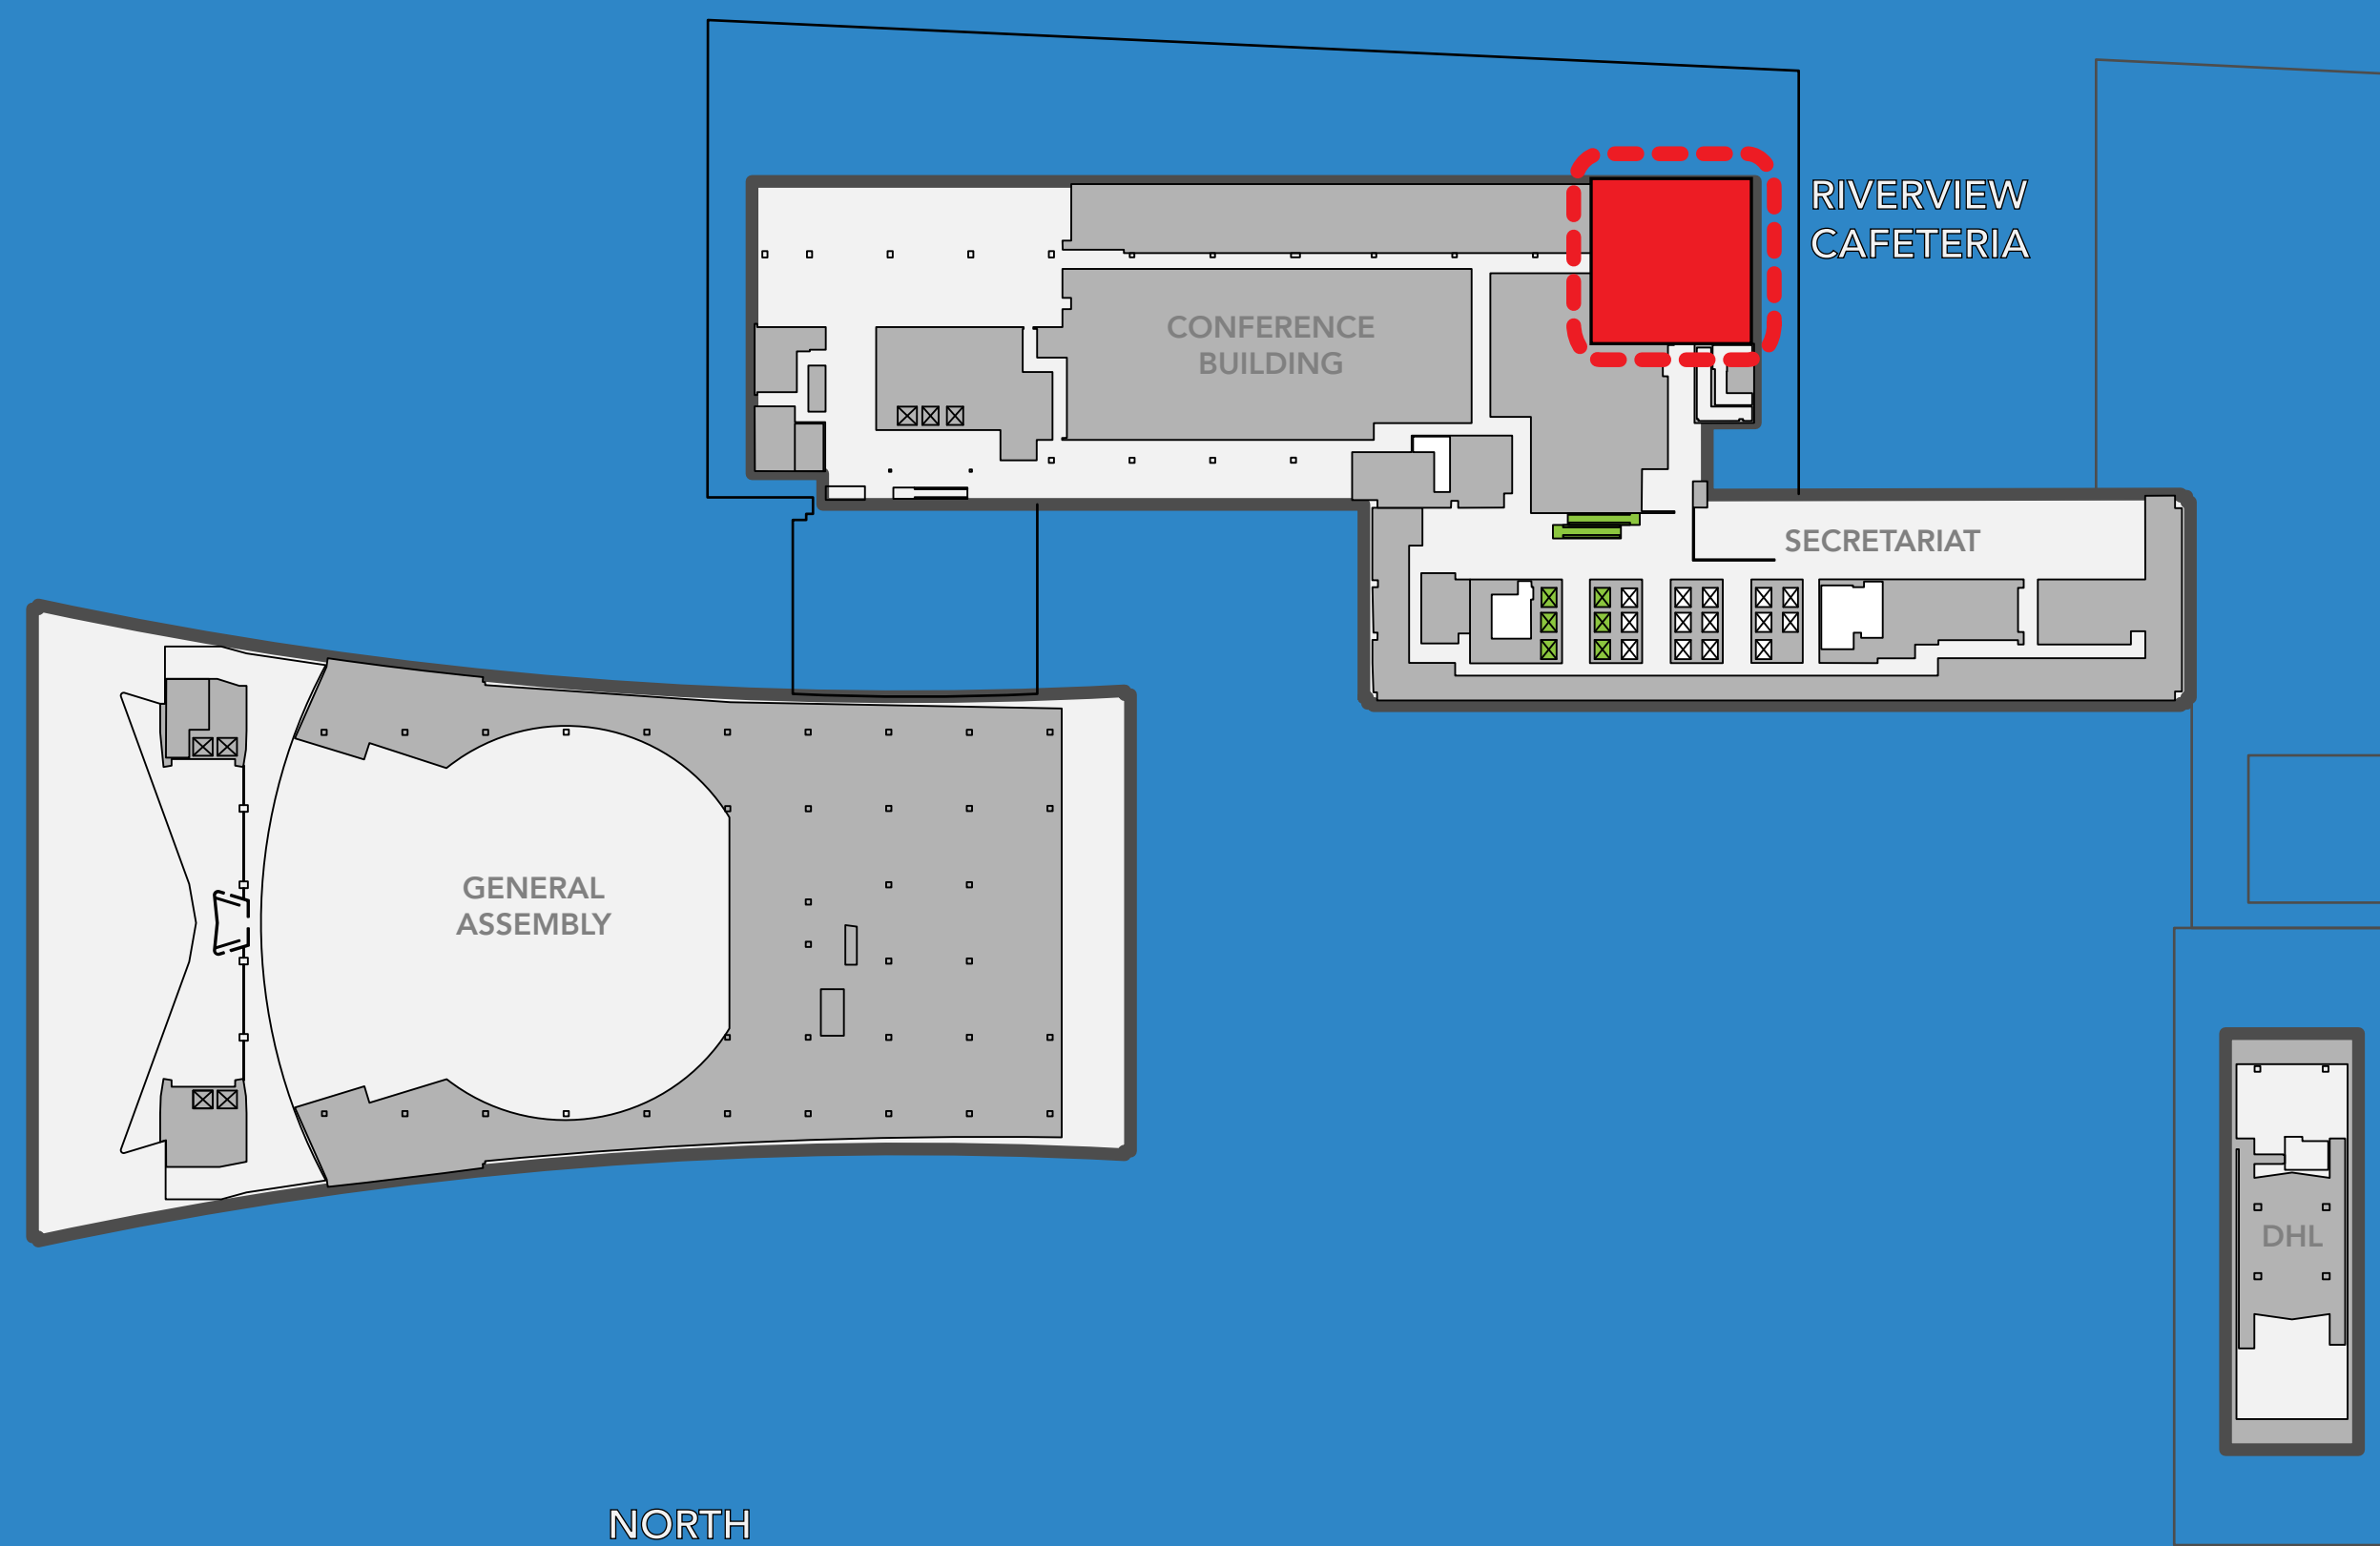 RIVERVIEW
CAFETERIA
CONFERENCE
BUILDING
SECRETARIAT
GENERAL
ASSEMBLY
DHL
NORTH